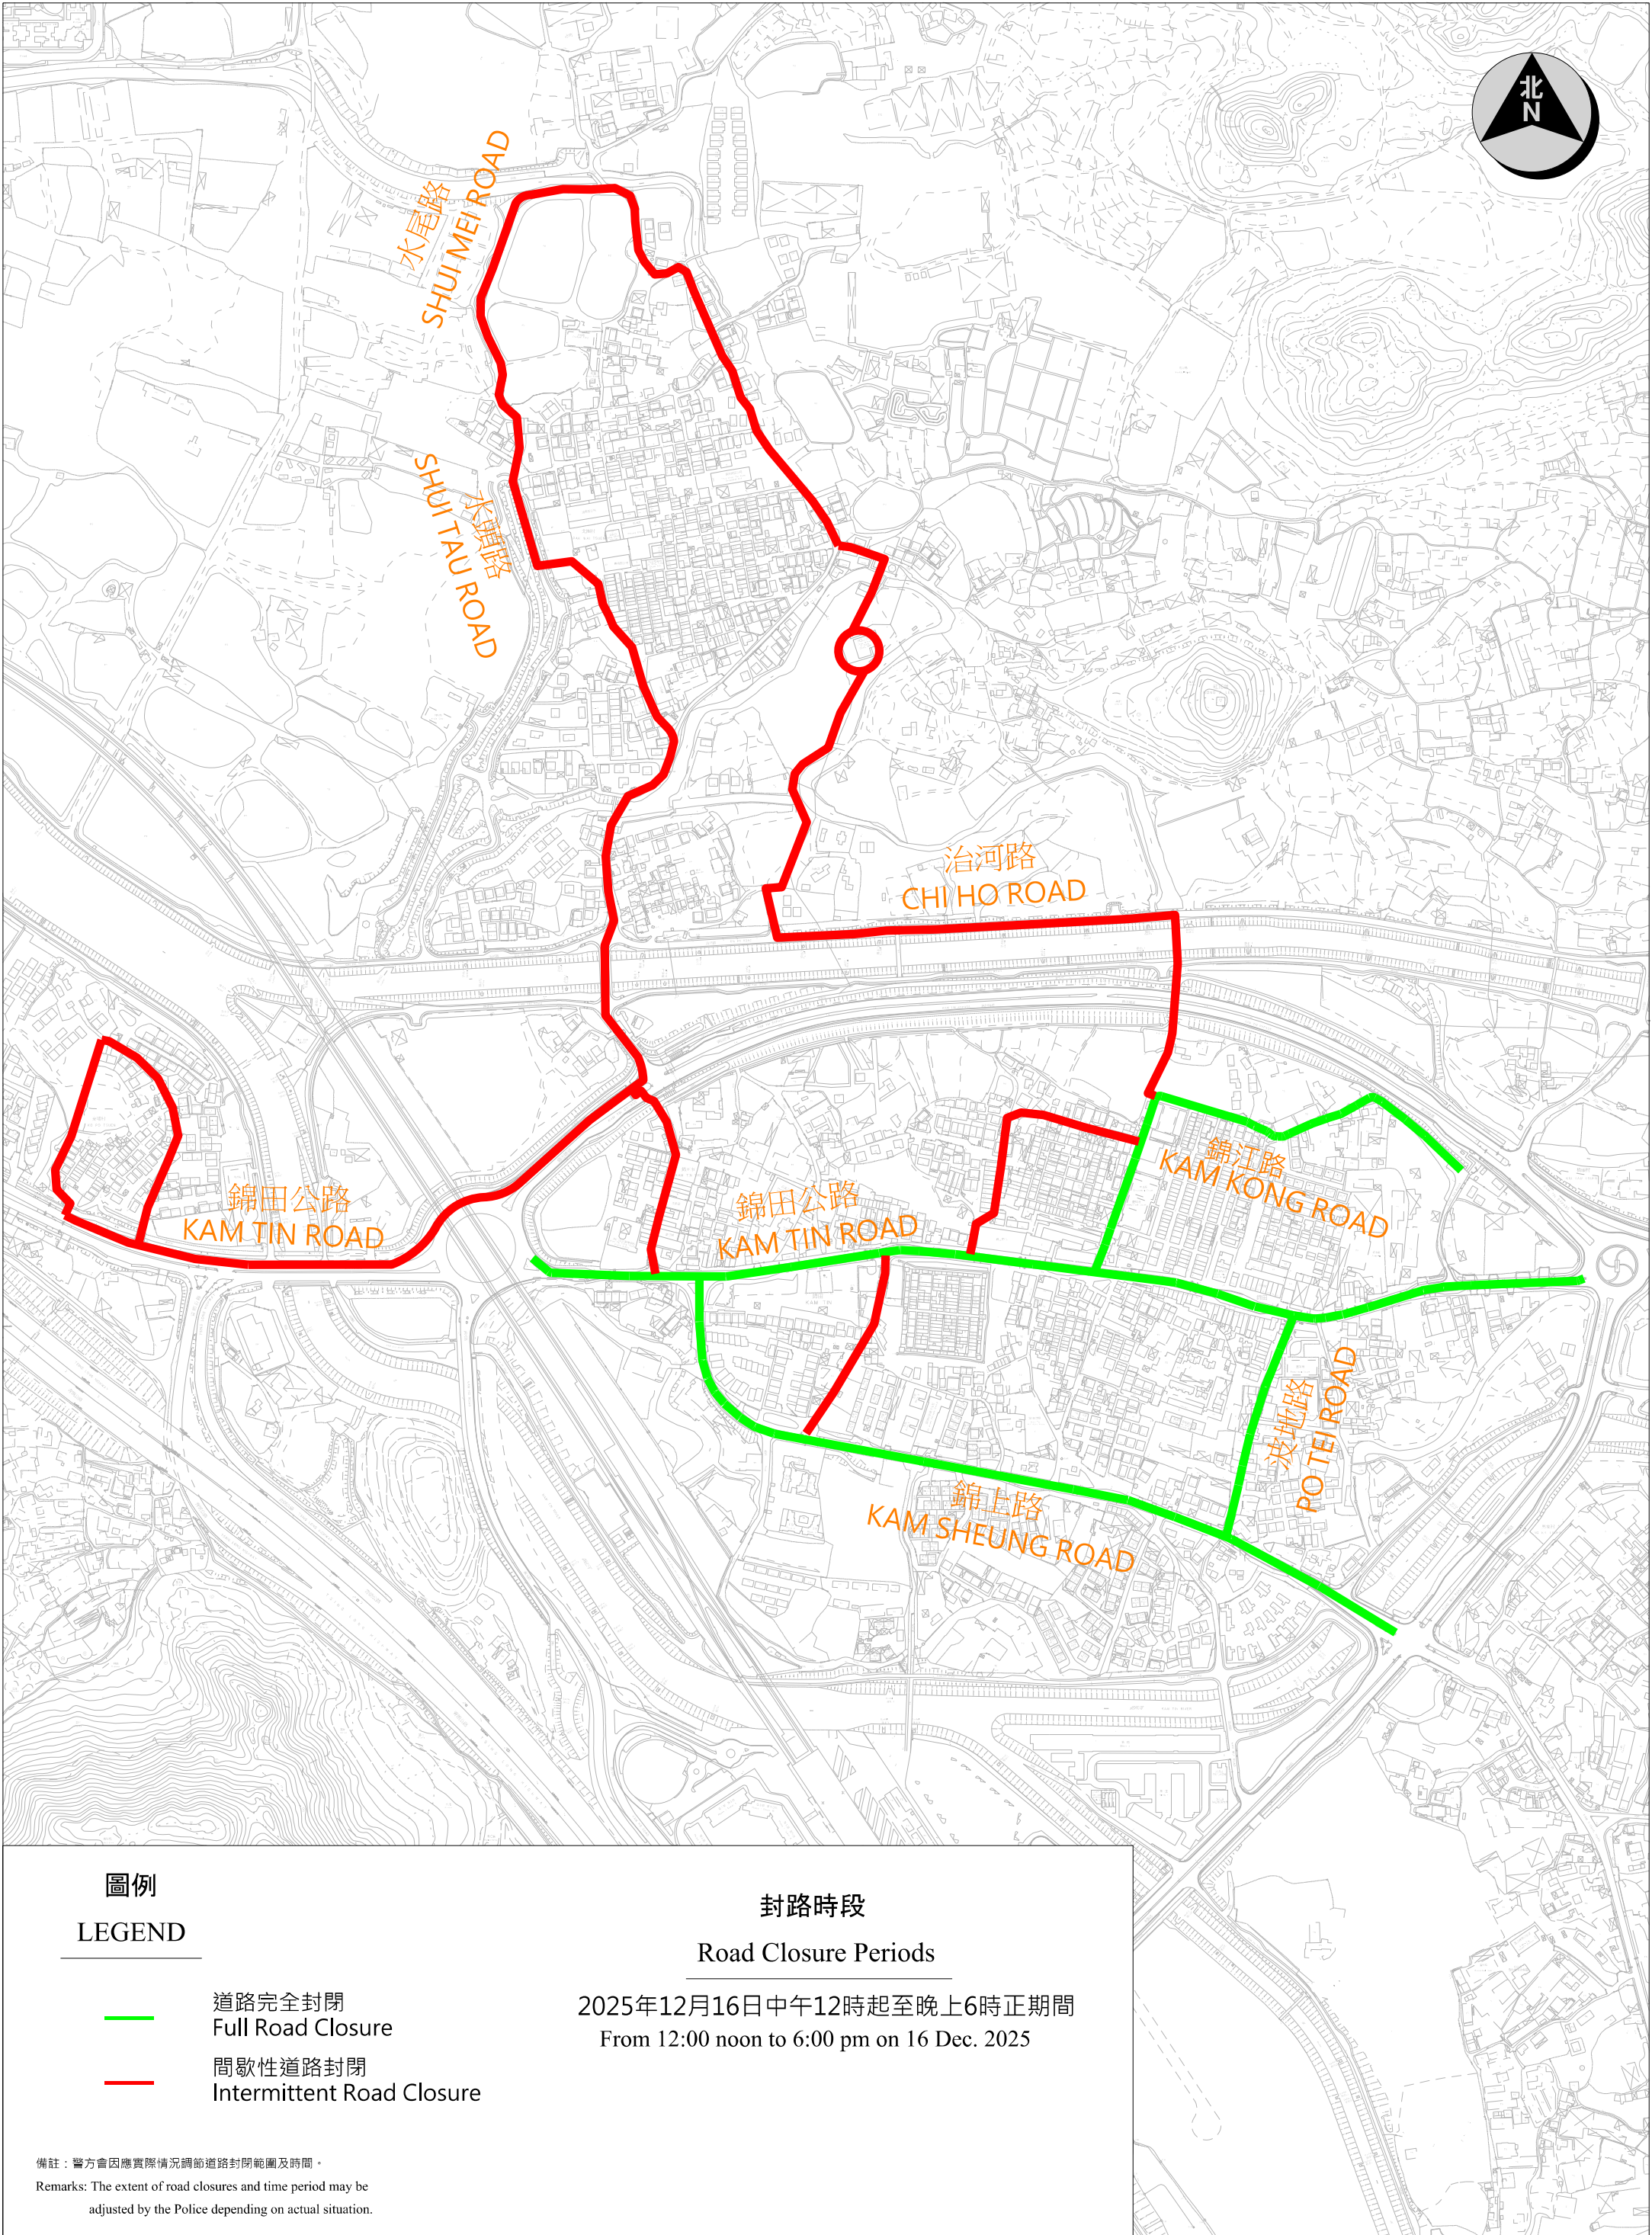 北
N
水尾路
SHUI MEI ROAD
水頭路
SHUI TAU ROAD
治河路
CHI HO ROAD
錦田公路
KAM TIN ROAD
錦田公路
KAM TIN ROAD
錦江路
KAM KONG ROAD
波地路
PO TEI ROAD
錦上路
KAM SHEUNG ROAD
圖例
LEGEND
道路完全封閉
Full Road Closure
間歇性道路封閉
Intermittent Road Closure
封路時段
Road Closure Periods
2025年12月16日中午12時起至晚上6時正期間
From 12:00 noon to 6:00 pm on 16 Dec. 2025
備註：警方會因應實際情況調節道路封閉範圍及時間。
Remarks: The extent of road closures and time period may be
adjusted by the Police depending on actual situation.